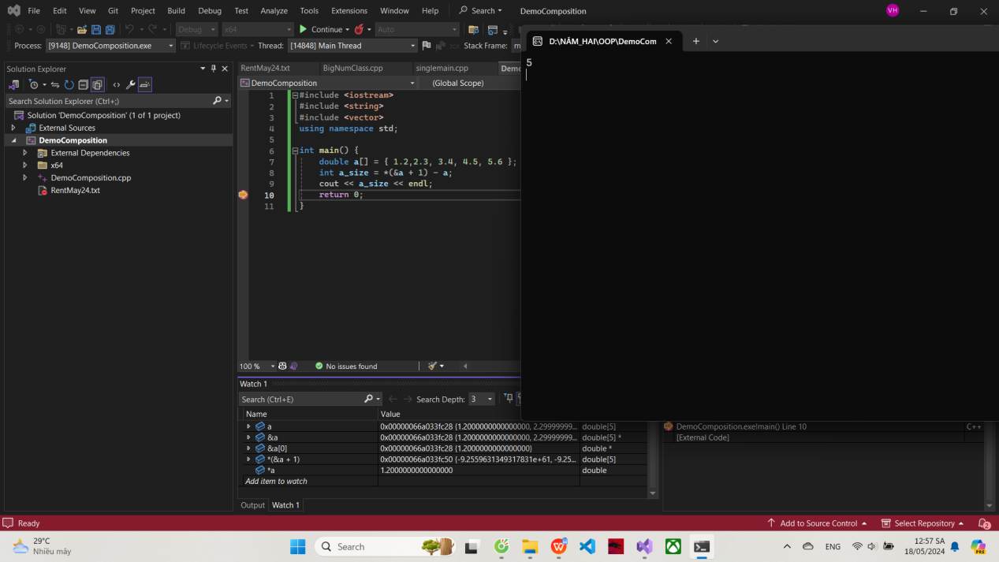 File Edit View Git Project Build Debug Test Analyze Tools Extensions Window Help Search DemoComposition VH
Debug x64 Continue Auto
Process: [9148] DemoComposition.exe Lifecycle Events Thread: [14848] Main Thread Stack Frame: m
D:\NĂM_HAI\OOP\DemoCom
5
Solution Explorer
Search Solution Explorer (Ctrl+;)
Solution 'DemoComposition' (1 of 1 project)
External Sources
DemoComposition
External Dependencies
x64
DemoComposition.cpp
RentMay24.txt
RentMay24.txt BigNumClass.cpp singlemain.cpp Demo
DemoComposition (Global Scope)
1 #include <iostream>
2 #include <string>
3 #include <vector>
4 using namespace std;
5
6 int main() {
7 double a[] = { 1.2,2.3, 3.4, 4.5, 5.6 };
8 int a_size = *(&a + 1) - a;
9 cout << a_size << endl;
10 return 0;
11 }
100 % No issues found
Watch 1
Search (Ctrl+E) Search Depth: 3
Name Value
a 0x00000066a033fc28 {1.2000000000000000, 2.29999999... double[5]
&a 0x00000066a033fc28 {1.2000000000000000, 2.29999999... double[5] *
&a[0] 0x00000066a033fc28 {1.2000000000000000} double *
*(&a + 1) 0x00000066a033fc50 {-9.2559631349317831e+61, -9.25... double[5]
*a 1.2000000000000000 double
Add item to watch
Output Watch 1
DemoComposition.exe!main() Line 10 C++
[External Code]
Ready Add to Source Control Select Repository 2
29°C
Nhiều mây
Search
ENG
12:57 SA
18/05/2024
PRE